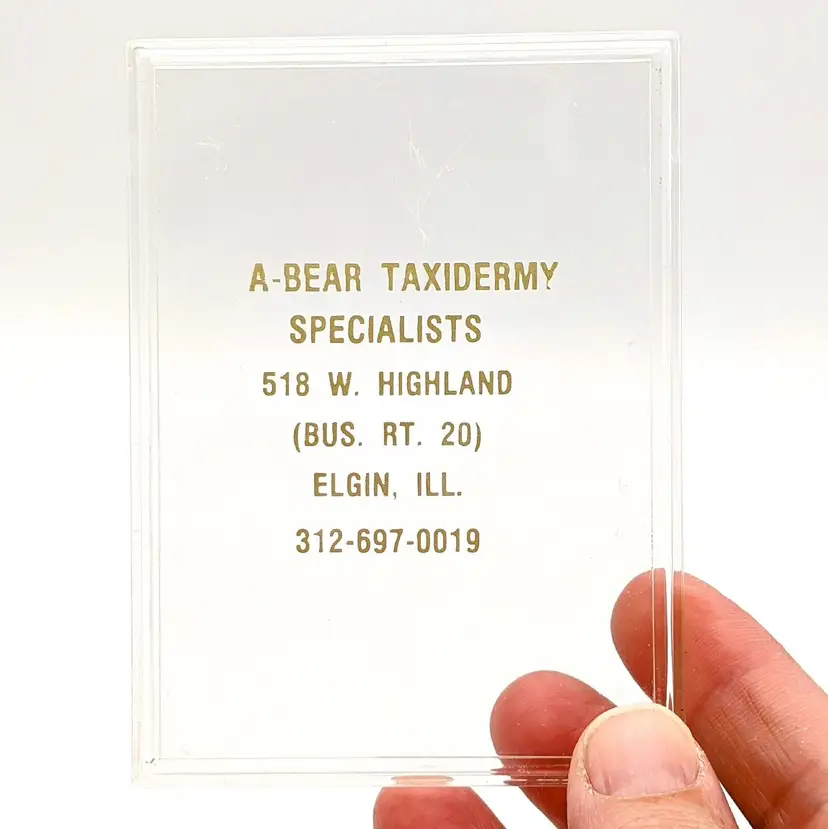 A-BEAR TAXIDERMY
SPECIALISTS
518 W. HIGHLAND
(BUS. RT. 20)
ELGIN, ILL.
312-697-0019